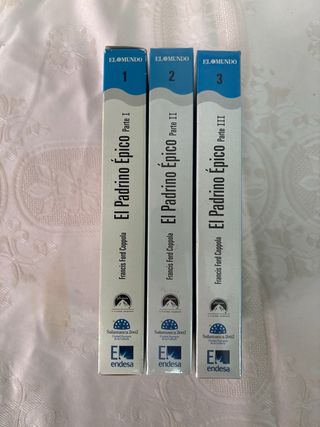 EL MUNDO
1
El Padrino Épico Parte I
Francis Ford Coppola
Salamanca 2002
endesa
EL MUNDO
2
El Padrino Épico Parte II
Francis Ford Coppola
Salamanca 2002
endesa
EL MUNDO
3
El Padrino Épico Parte III
Francis Ford Coppola
Salamanca 2002
endesa